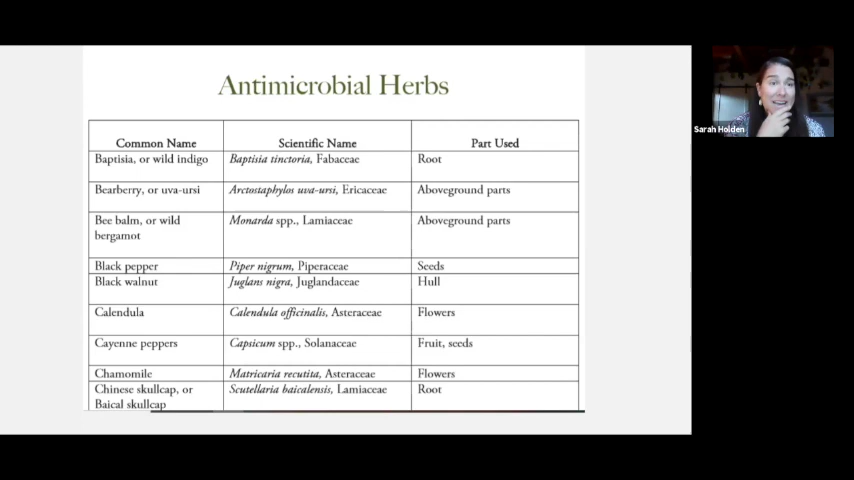 Antimicrobial Herbs
Common Name Scientific Name Part Used
Baptisia, or wild indigo Baptisia tinctoria, Fabaceae Root
Bearberry, or uva-ursi Arctostaphylos uva-ursi, Ericaceae Aboveground parts
Bee balm, or wild Monarda spp., Lamiaceae Aboveground parts
bergamot
Black pepper Piper nigrum, Piperaceae Seeds
Black walnut Juglans nigra, Juglandaceae Hull
Calendula Calendula officinalis, Asteraceae Flowers
Cayenne peppers Capsicum spp., Solanaceae Fruit, seeds
Chamomile Matricaria recutita, Asteraceae Flowers
Chinese skullcap, or Scutellaria baicalensis, Lamiaceae Root
Baical skullcap
Sarah Holden